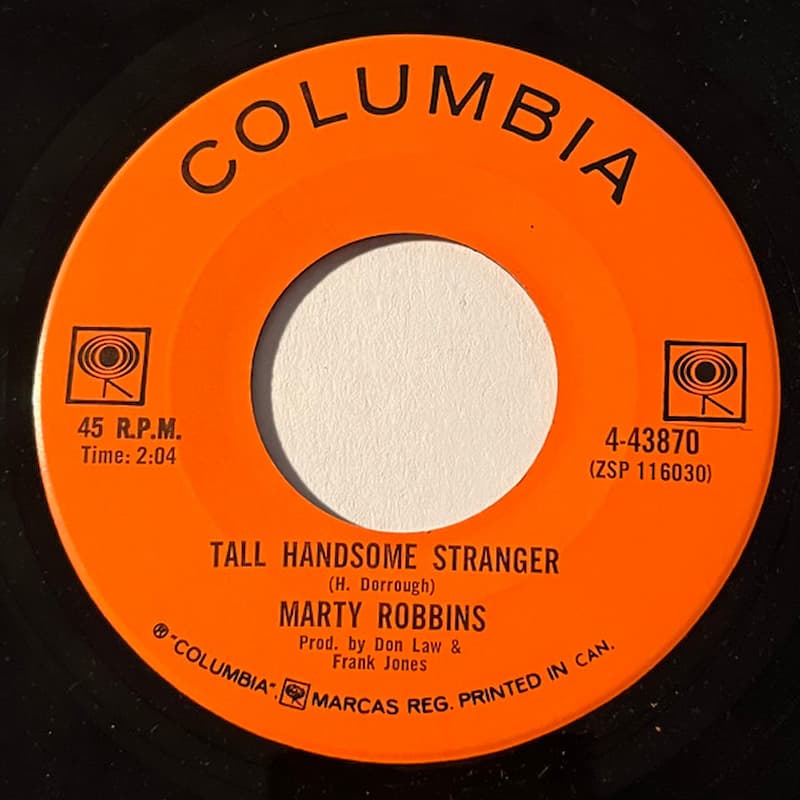 COLUMBIA
45 R.P.M.
Time: 2:04
4-43870
(ZSP 116030)
TALL HANDSOME STRANGER
(H. Dorrough)
MARTY ROBBINS
Prod. by Don Law &
Frank Jones
® "COLUMBIA", MARCAS REG. PRINTED IN CAN.